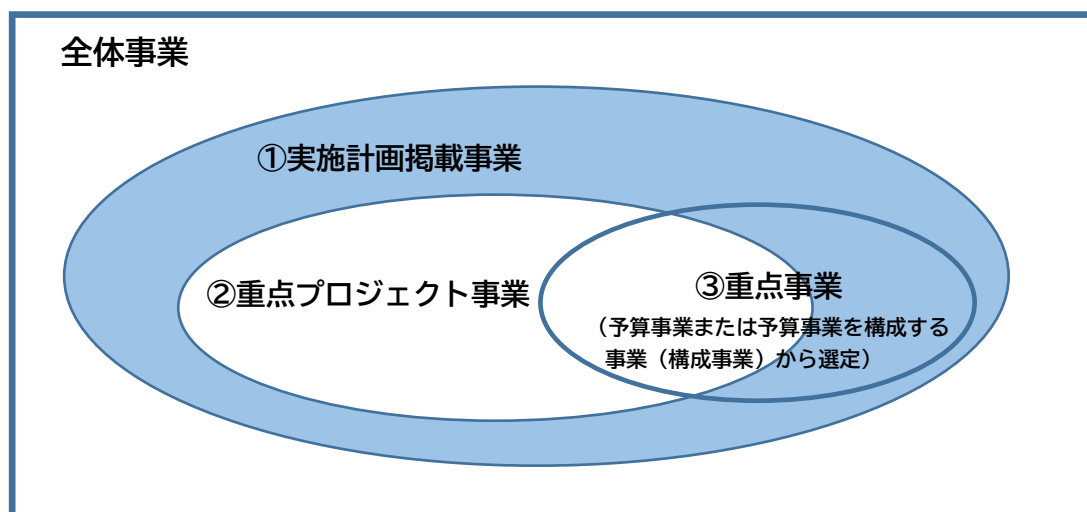 全体事業
①実施計画掲載事業
②重点プロジェクト事業
③重点事業
（予算事業または予算事業を構成する
事業（構成事業）から選定）